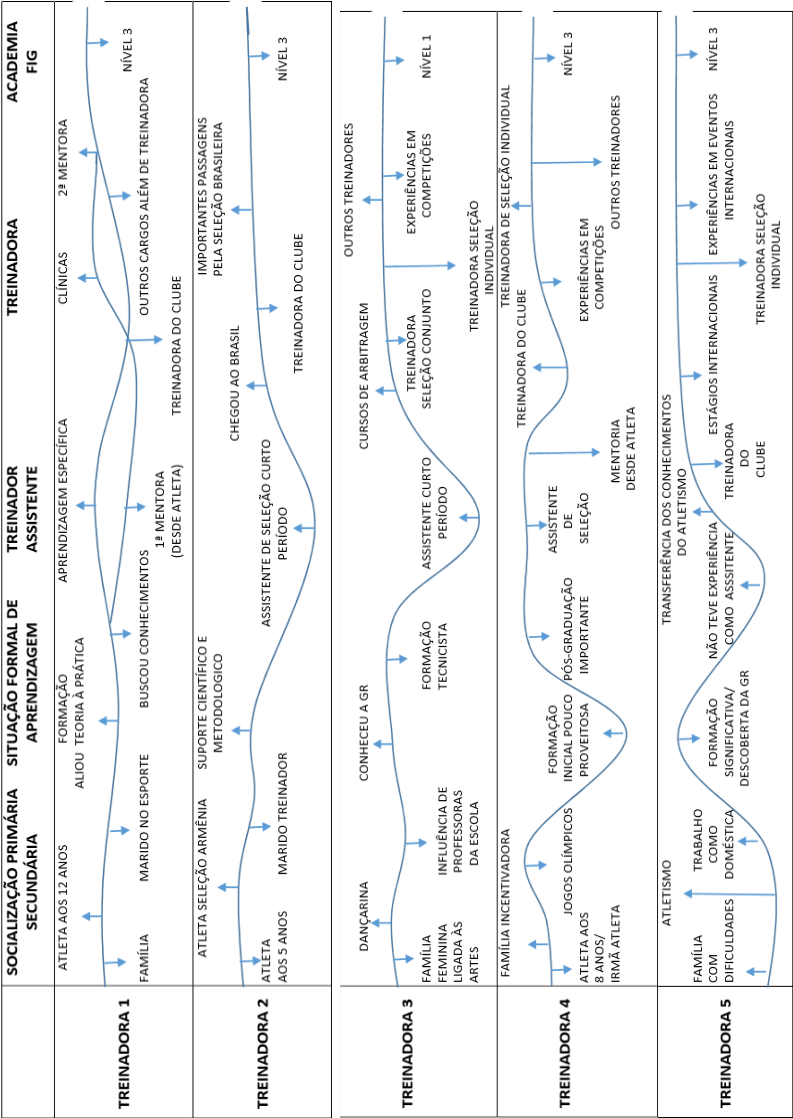 SOCIALIZAÇÃO PRIMÁRIA
SECUNDÁRIA
SITUAÇÃO FORMAL DE
APRENDIZAGEM
TREINADOR
ASSISTENTE
TREINADORA
ACADEMIA
FIG
TREINADORA 1
ATLETA AOS 12 ANOS
FAMÍLIA
MARIDO NO ESPORTE
FORMAÇÃO
ALIOU TEORIA À PRÁTICA
BUSCOU CONHECIMENTOS
APRENDIZAGEM ESPECÍFICA
1ª MENTORA
(DESDE ATLETA)
TREINADORA DO CLUBE
CLÍNICAS
OUTROS CARGOS ALÉM DE TREINADORA
2ª MENTORA
NÍVEL 3
TREINADORA 2
ATLETA SELEÇÃO ARMÊNIA
ATLETA
AOS 5 ANOS
MARIDO TREINADOR
SUPORTE CIENTÍFICO E
METODOLOGICO
ASSISTENTE DE SELEÇÃO CURTO
PERÍODO
CHEGOU AO BRASIL
TREINADORA DO CLUBE
IMPORTANTES PASSAGENS
PELA SELEÇÃO BRASILEIRA
NÍVEL 3
TREINADORA 3
DANÇARINA
FAMÍLIA
FEMININA
LIGADA ÀS
ARTES
INFLUÊNCIA DE
PROFESSORAS
DA ESCOLA
CONHECEU A GR
FORMAÇÃO
TECNICISTA
ASSISTENTE CURTO
PERÍODO
CURSOS DE ARBITRAGEM
TREINADORA
SELEÇÃO CONJUNTO
TREINADORA SELEÇÃO
INDIVIDUAL
OUTROS TREINADORES
EXPERIÊNCIAS EM
COMPETIÇÕES
NÍVEL 1
TREINADORA 4
FAMÍLIA INCENTIVADORA
ATLETA AOS
8 ANOS/
IRMÃ ATLETA
JOGOS OLÍMPICOS
FORMAÇÃO
INICIAL POUCO
PROVEITOSA
PÓS-GRADUAÇÃO
IMPORTANTE
ASSISTENTE
DE
SELEÇÃO
MENTORIA
DESDE ATLETA
TREINADORA DO CLUBE
EXPERIÊNCIAS EM
COMPETIÇÕES
TREINADORA DE SELEÇÃO INDIVIDUAL
OUTROS TREINADORES
NÍVEL 3
TREINADORA 5
FAMÍLIA
COM
DIFICULDADES
ATLETISMO
TRABALHO
COMO
DOMÉSTICA
FORMAÇÃO
SIGNIFICATIVA/
DESCOBERTA DA GR
NÃO TEVE EXPERIÊNCIA
COMO ASSSITENTE
TRANSFERÊNCIA DOS CONHECIMENTOS
DO ATLETISMO
TREINADORA
DO
CLUBE
ESTÁGIOS INTERNACIONAIS
TREINADORA SELEÇÃO
INDIVIDUAL
EXPERIÊNCIAS EM EVENTOS
INTERNACIONAIS
NÍVEL 3